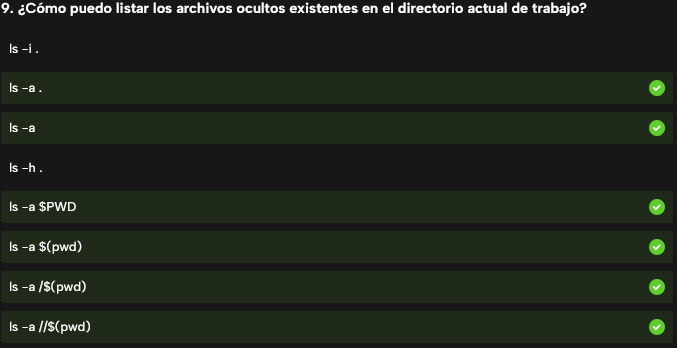 9. ¿Cómo puedo listar los archivos ocultos existentes en el directorio actual de trabajo?
ls -i .
ls -a .
ls -a
ls -h .
ls -a $PWD
ls -a $(pwd)
ls -a /$(pwd)
ls -a //$(pwd)